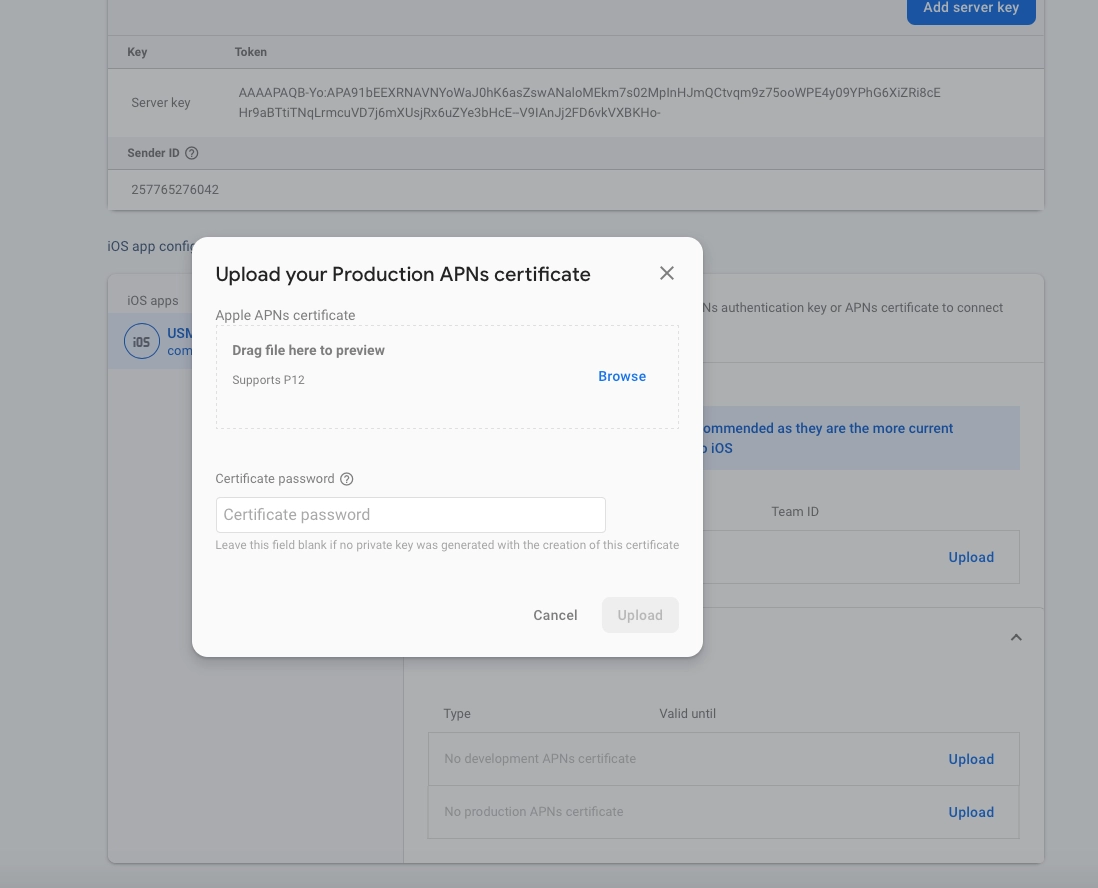 Add server key
Key Token
Server key
AAAAPAQB-Yo:APA91bEEXRNAVNYoWaJ0hK6asZswANaloMEkm7s02MpInHJmQCtvqm9z75ooWPE4y09YPhG6XiZRi8cE
Hr9aBTtiTNqLrmcuVD7j6mXUsjRx6uZYe3bHcE--V9IAnJj2FD6vkVXBKHo-
Sender ID
257765276042
iOS app config
iOS apps
iOS
USM
com
Ns authentication key or APNs certificate to connect
Upload your Production APNs certificate
Apple APNs certificate
Drag file here to preview
Supports P12
Browse
Certificate password
Certificate password
Leave this field blank if no private key was generated with the creation of this certificate
Cancel Upload
ommended as they are the more current
o iOS
Team ID
Upload
Type Valid until
No development APNs certificate Upload
No production APNs certificate Upload